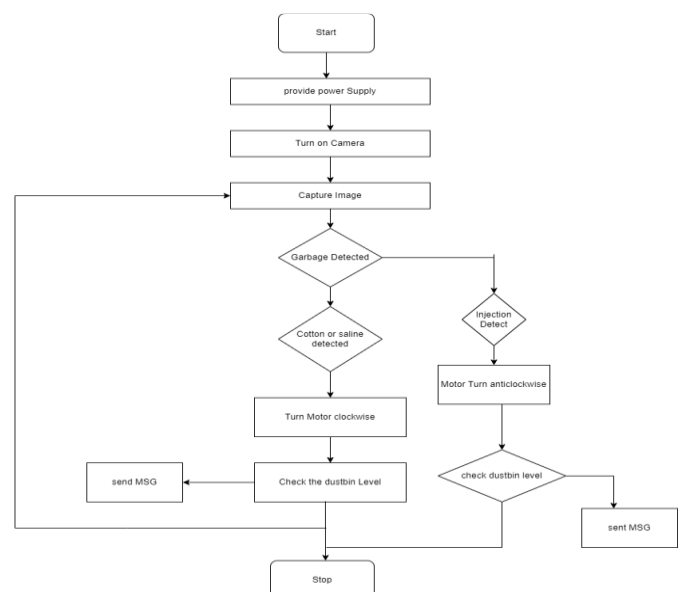 Start
provide power Supply
Turn on Camera
Capture Image
Garbage Detected
Injection
Detect
Cotton or saline
detected
Motor Turn anticlockwise
Turn Motor clockwise
send MSG
Check the dustbin Level
check dustbin level
sent MSG
Stop